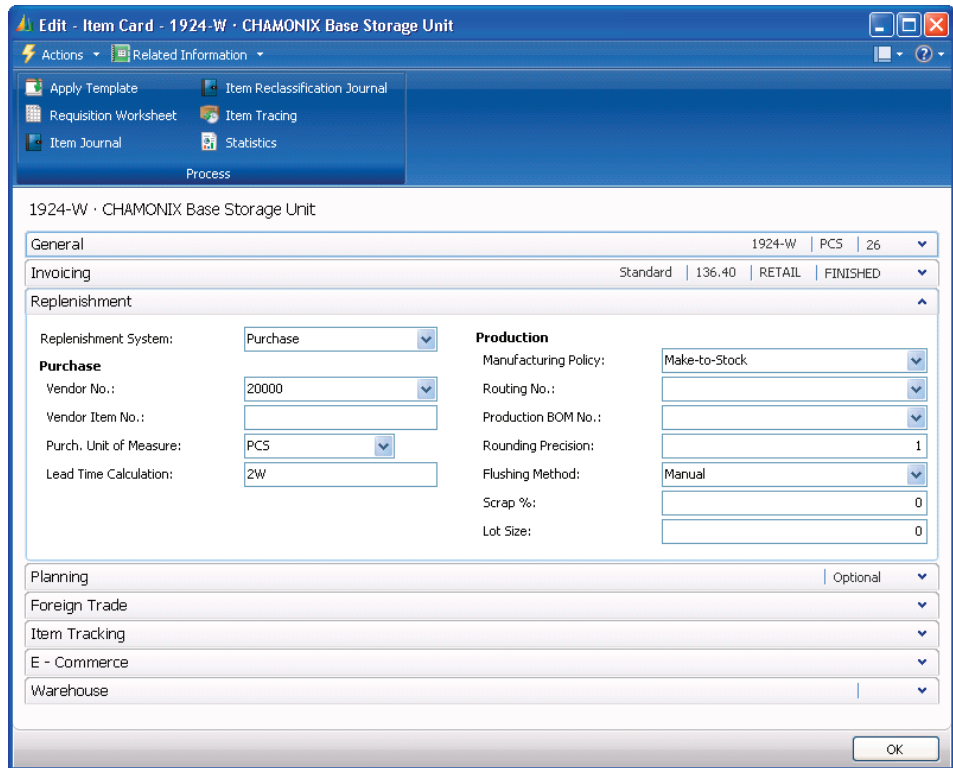 Edit - Item Card - 1924-W · CHAMONIX Base Storage Unit
Actions Related Information
Apply Template Item Reclassification Journal
Requisition Worksheet Item Tracing
Item Journal Statistics
Process
1924-W · CHAMONIX Base Storage Unit
General 1924-W PCS 26
Invoicing Standard 136.40 RETAIL FINISHED
Replenishment
Replenishment System: Purchase
Purchase
Vendor No.: 20000
Vendor Item No.:
Purch. Unit of Measure: PCS
Lead Time Calculation: 2W
Production
Manufacturing Policy: Make-to-Stock
Routing No.:
Production BOM No.:
Rounding Precision: 1
Flushing Method: Manual
Scrap %: 0
Lot Size: 0
Planning Optional
Foreign Trade
Item Tracking
E - Commerce
Warehouse
OK